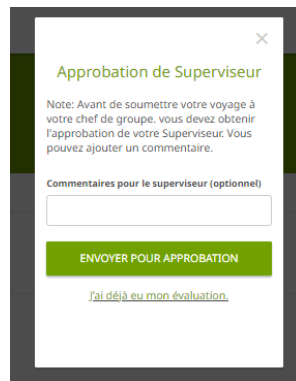 Approbation de Superviseur
Note: Avant de soumettre votre voyage à
votre chef de groupe. vous devez obtenir
l'approbation de votre Superviseur. Vous
pouvez ajouter un commentaire.
Commentaires pour le superviseur (optionnel)
ENVOYER POUR APPROBATION
J'ai déjà eu mon évaluation.